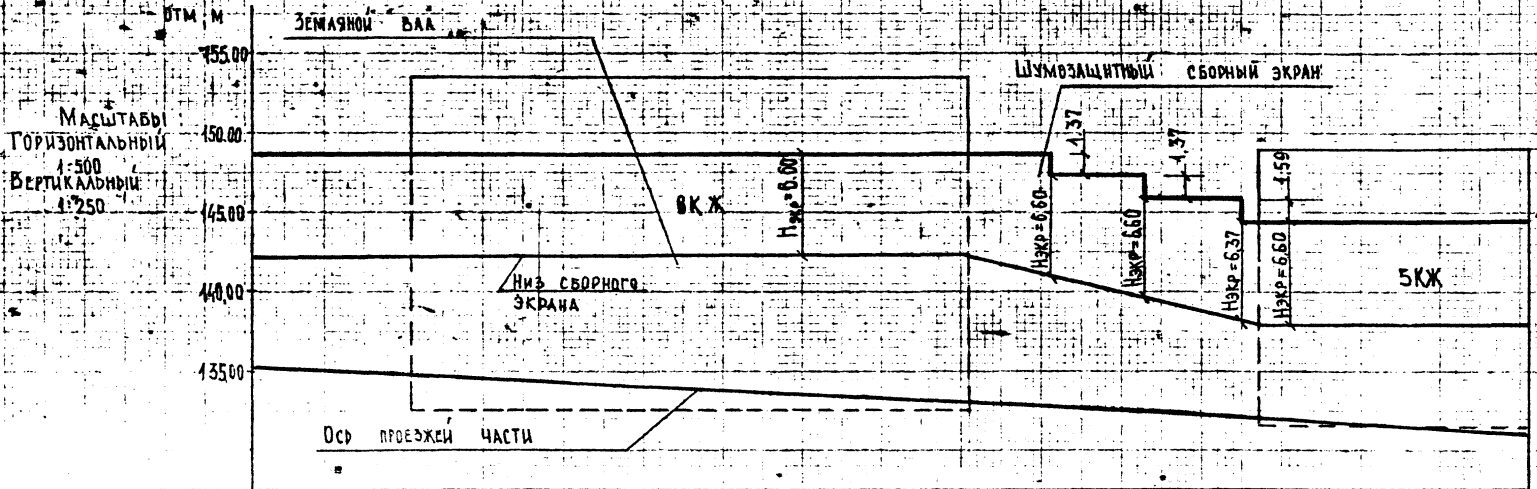 ОТМ, М
ЗЕМЛЯНОЙ ВАЛ
155.00
ШУМОЗАЩИТНЫЙ СБОРНЫЙ ЭКРАН
МАСШТАБЫ
ГОРИЗОНТАЛЬНЫЙ
1:500
ВЕРТИКАЛЬНЫЙ
1:250
150.00
1,37
1,37
1,59
145.00
8КЖ
Нэкр=6.60
Нэкр=6,60
Нэкр=6,60
Нэкр=6,37
Нэкр=6,60
5КЖ
140,00
НИЗ СБОРНОГО
ЭКРАНА
135,00
ОСЬ ПРОЕЗЖЕЙ ЧАСТИ